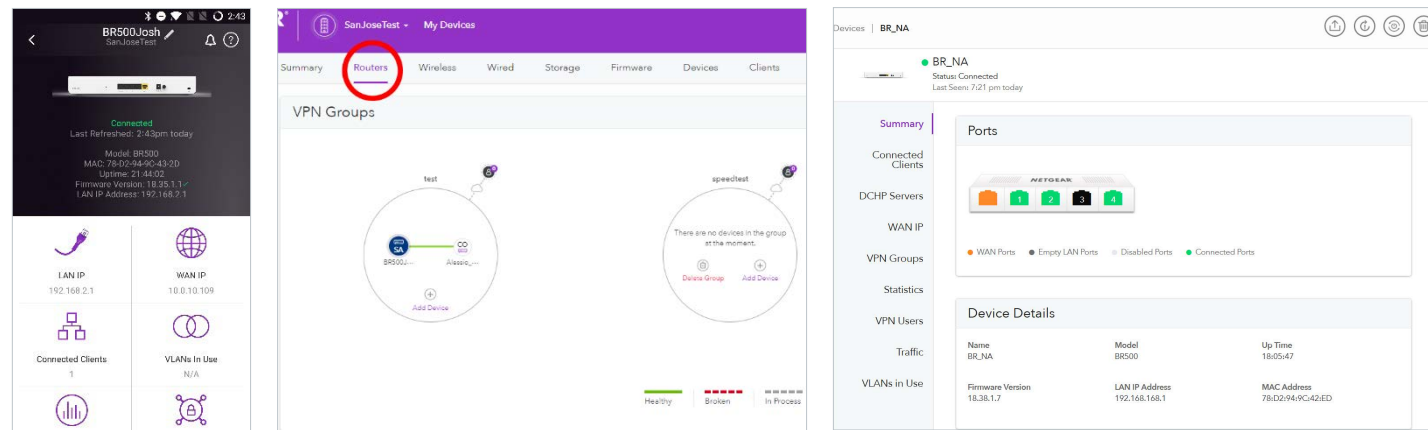 2:43
BR500Josh
SanJoseTest
Connected
Last Refreshed: 2:43pm today
Model: BR500
MAC: 78-D2-94-9C-43-2D
Uptime: 21:44:02
Firmware Version: 18.35.1.1
LAN IP Address: 192.168.2.1
LAN IP
192.168.2.1
WAN IP
10.0.10.109
Connected Clients
1
VLANs In Use
N/A
SanJoseTest
My Devices
Summary
Routers
Wireless
Wired
Storage
Firmware
Devices
Clients
VPN Groups
test
SA
BR500J---
CO
Alessio_---
Add Device
speedtest
There are no devices in the group
at the moment.
Delete Group
Add Device
Healthy
Broken
In Process
Devices | BR_NA
BR_NA
Status: Connected
Last Seen: 7:21 pm today
Summary
Connected
Clients
DCHP Servers
WAN IP
VPN Groups
Statistics
VPN Users
Traffic
VLANs in Use
Ports
NETGEAR
1 2 3 4
WAN Ports
Empty LAN Ports
Disabled Ports
Connected Ports
Device Details
Name
BR_NA
Model
BR500
Up Time
18:05:47
Firmware Version
18.38.1.7
LAN IP Address
192.168.168.1
MAC Address
78:D2:94:9C:42:ED